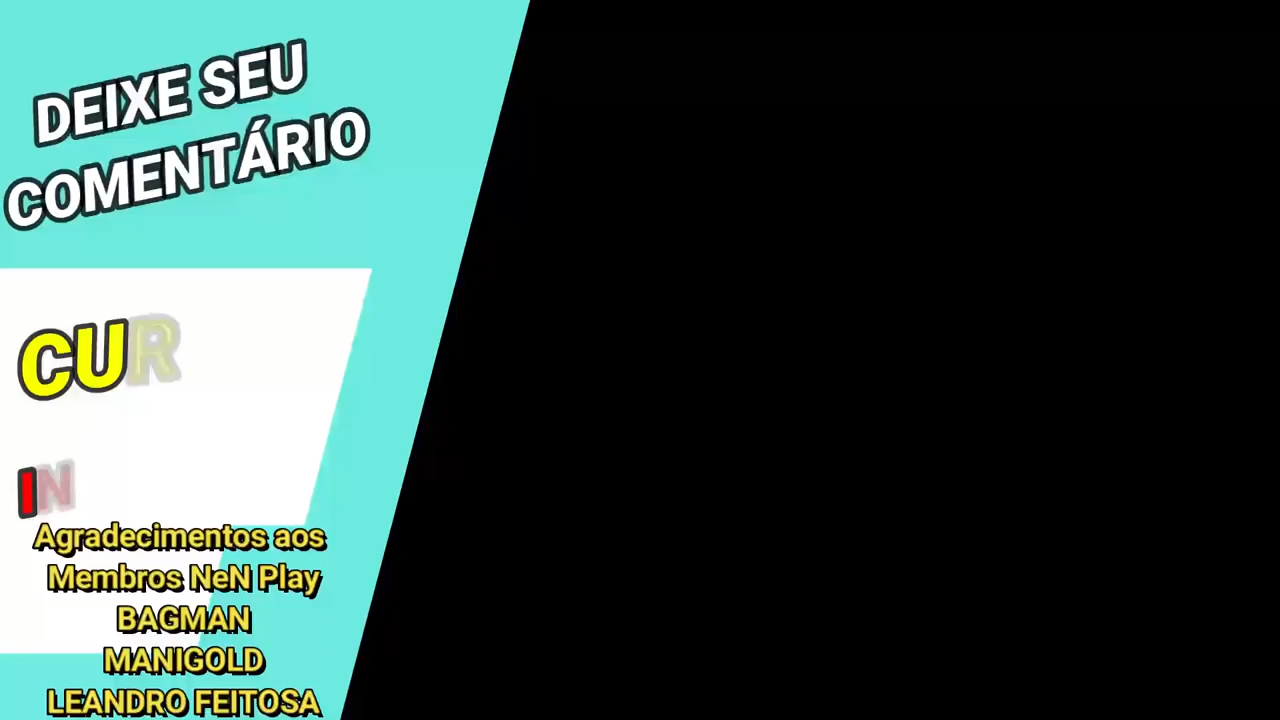 DEIXE SEU
COMENTÁRIO
CUR
IN
Agradecimentos aos
Membros NeN Play
BAGMAN
MANIGOLD
LEANDRO FEITOSA